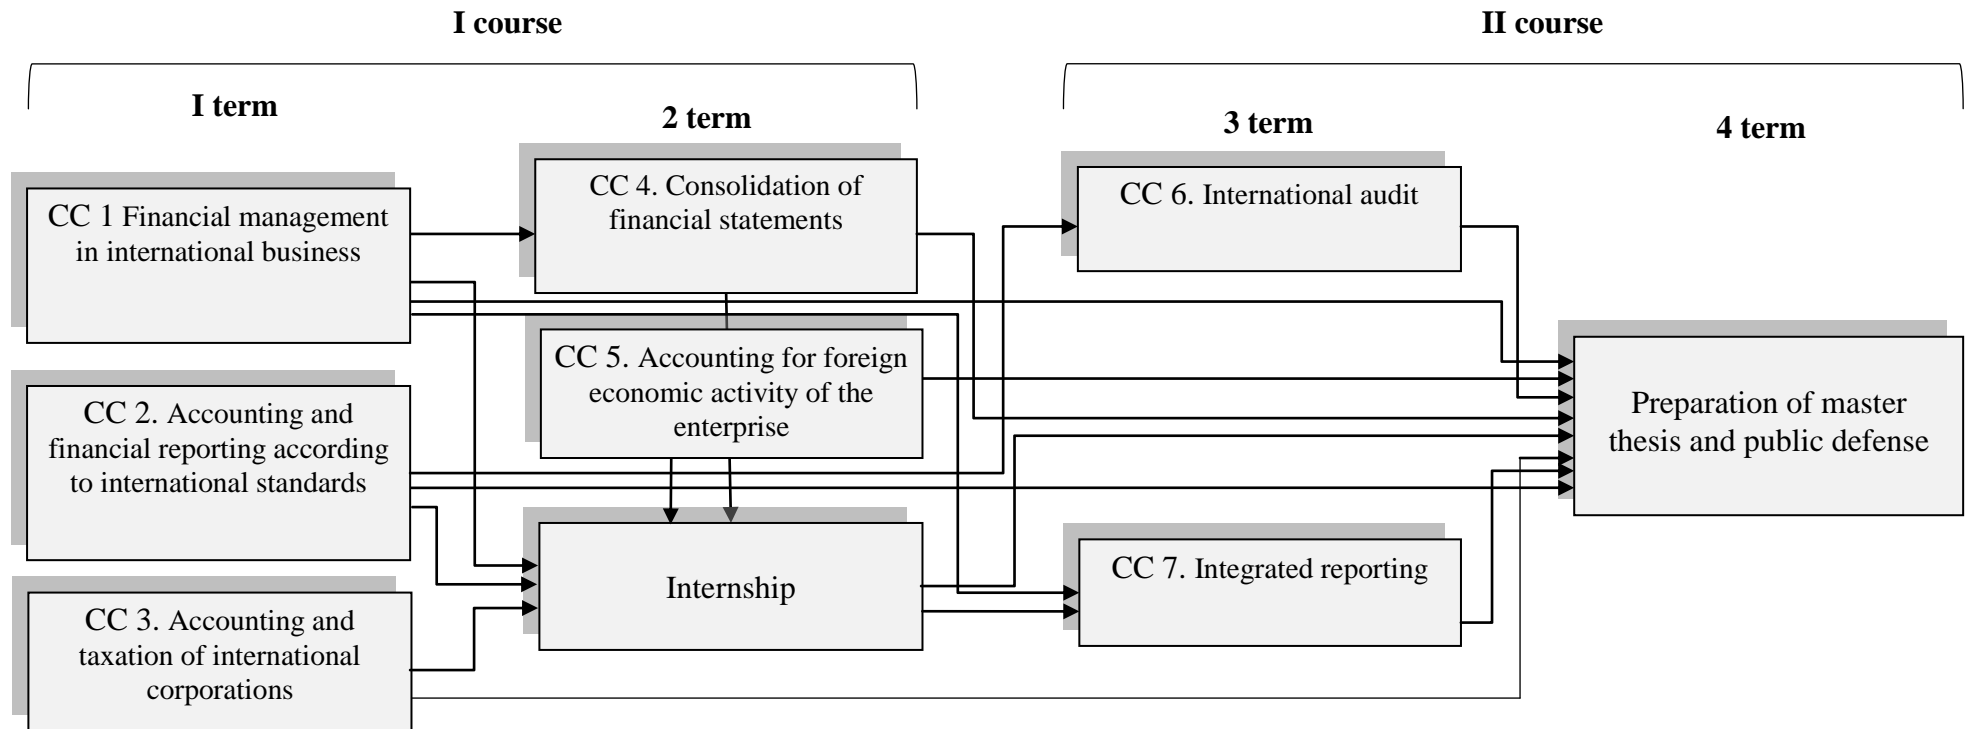 I course
II course
I term
2 term
3 term
4 term
CC 1 Financial management
in international business
CC 2. Accounting and
financial reporting according
to international standards
CC 3. Accounting and
taxation of international
corporations
CC 4. Consolidation of
financial statements
CC 5. Accounting for foreign
economic activity of the
enterprise
Internship
CC 6. International audit
CC 7. Integrated reporting
Preparation of master
thesis and public defense